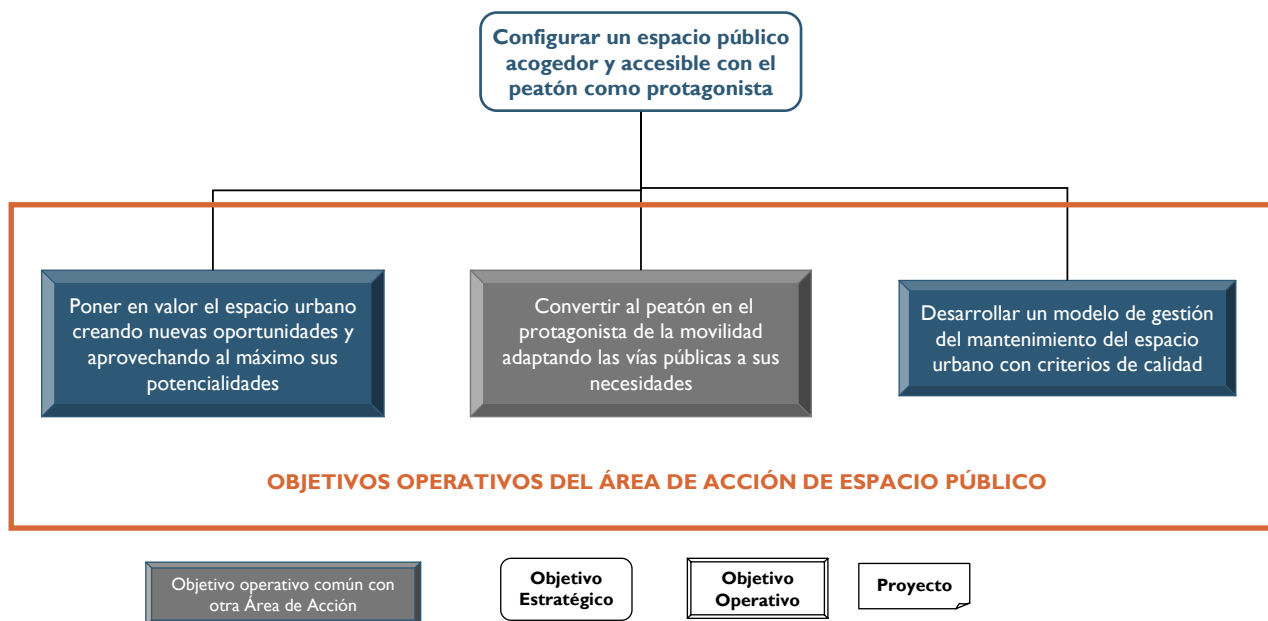 Configurar un espacio público
acogedor y accesible con el
peatón como protagonista
Poner en valor el espacio urbano
creando nuevas oportunidades y
aprovechando al máximo sus
potencialidades
Convertir al peatón en el
protagonista de la movilidad
adaptando las vías públicas a sus
necesidades
Desarrollar un modelo de gestión
del mantenimiento del espacio
urbano con criterios de calidad
OBJETIVOS OPERATIVOS DEL ÁREA DE ACCIÓN DE ESPACIO PÚBLICO
Objetivo operativo común con
otra Área de Acción
Objetivo
Estratégico
Objetivo
Operativo
Proyecto